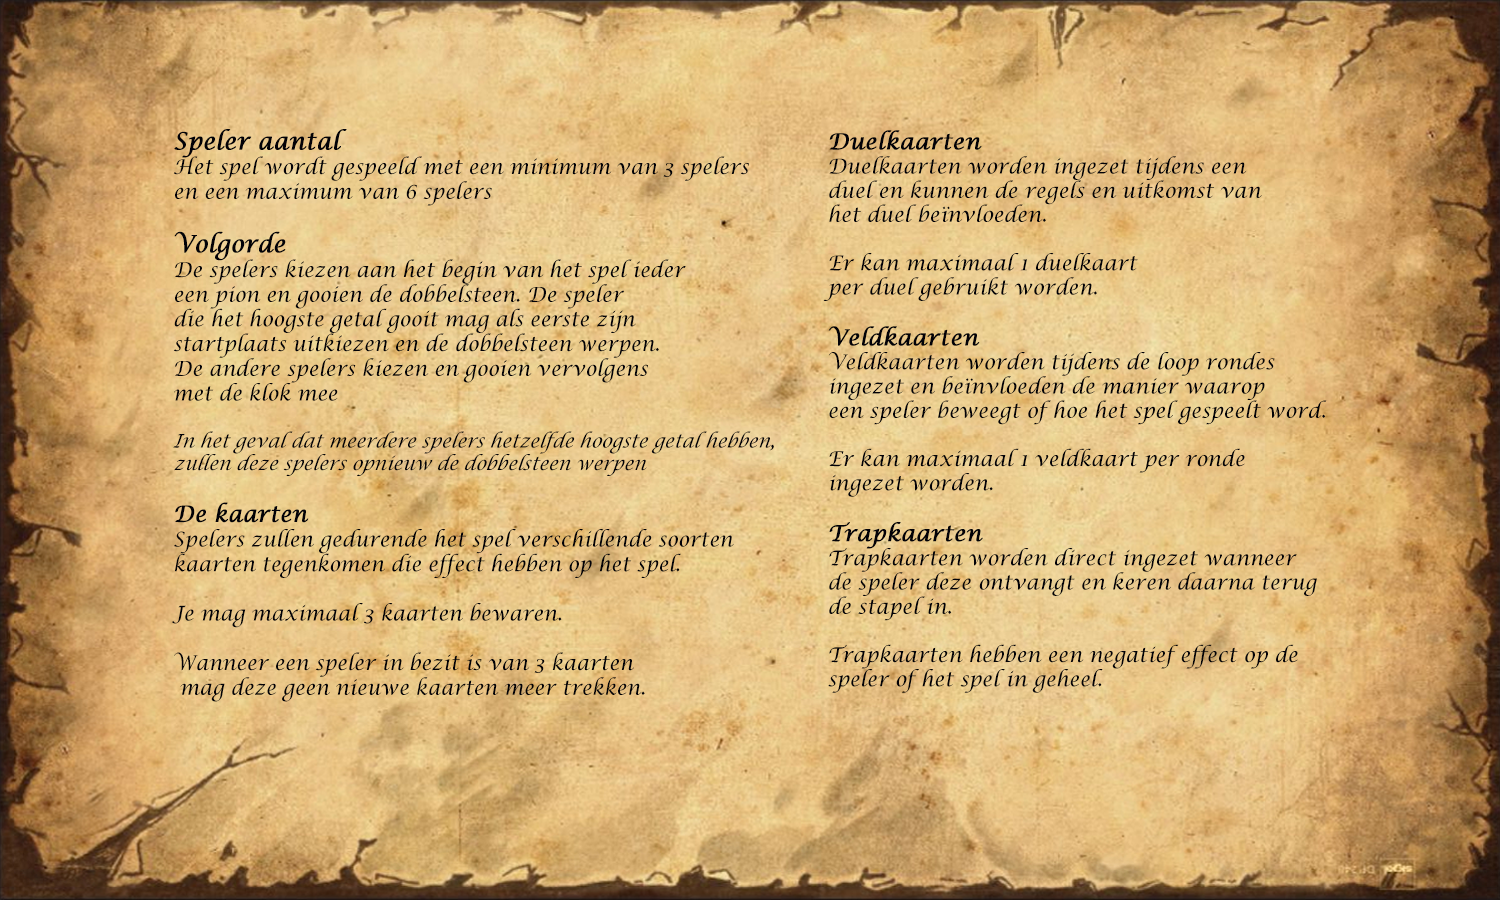 Speler aantal
Het spel wordt gespeeld met een minimum van 3 spelers
en een maximum van 6 spelers
Volgorde
De spelers kiezen aan het begin van het spel ieder
een pion en gooien de dobbelsteen. De speler
die het hoogste getal gooit mag als eerste zijn
startplaats uitkiezen en de dobbelsteen werpen.
De andere spelers kiezen en gooien vervolgens
met de klok mee
In het geval dat meerdere spelers hetzelfde hoogste getal hebben,
zullen deze spelers opnieuw de dobbelsteen werpen
De kaarten
Spelers zullen gedurende het spel verschillende soorten
kaarten tegenkomen die effect hebben op het spel.
Je mag maximaal 3 kaarten bewaren.
Wanneer een speler in bezit is van 3 kaarten
mag deze geen nieuwe kaarten meer trekken.
Duelkaarten
Duelkaarten worden ingezet tijdens een
duel en kunnen de regels en uitkomst van
het duel beïnvloeden.
Er kan maximaal 1 duelkaart
per duel gebruikt worden.
Veldkaarten
Veldkaarten worden tijdens de loop rondes
ingezet en beïnvloeden de manier waarop
een speler beweegt of hoe het spel gespeelt word.
Er kan maximaal 1 veldkaart per ronde
ingezet worden.
Trapkaarten
Trapkaarten worden direct ingezet wanneer
de speler deze ontvangt en keren daarna terug
de stapel in.
Trapkaarten hebben een negatief effect op de
speler of het spel in geheel.